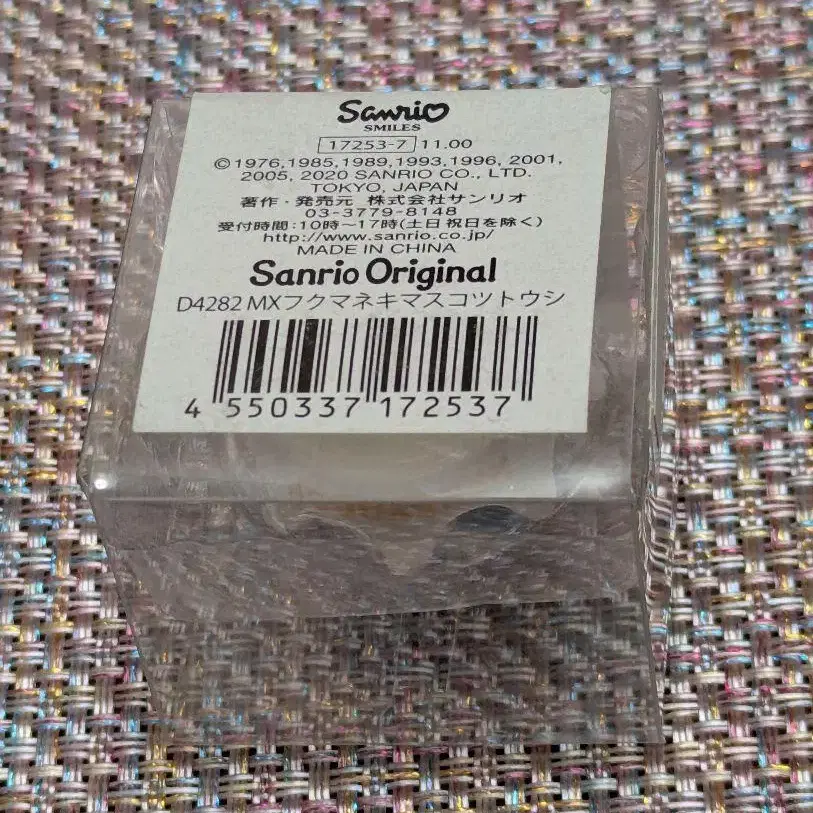 Sanrio
SMILES
17253-7 11.00
©1976,1985,1989,1993,1996, 2001,
2005, 2020 SANRIO CO., LTD.
TOKYO, JAPAN
著作・発売元 株式会社サンリオ
03-3779-8148
受付時間:10時〜17時(土日祝日を除く)
http://www.sanrio.co.jp/
MADE IN CHINA
Sanrio Original
D4282 MXフクマネキマスコツトウシ
4 550337 172537